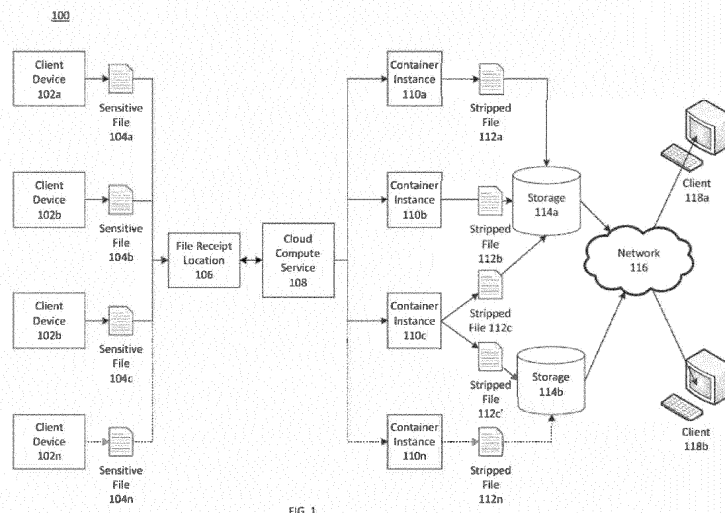 100
Client
Device
102a
Sensitive
File
104a
Client
Device
102b
Sensitive
File
104b
Client
Device
102b
Sensitive
File
104c
Client
Device
102n
Sensitive
File
104n
File Receipt
Location
106
Cloud
Compute
Service
108
Container
Instance
110a
Stripped
File
112a
Container
Instance
110b
Stripped
File
112b
Container
Instance
110c
Stripped
File 112c
Stripped
File
112c'
Container
Instance
110n
Stripped
File
112n
Storage
114a
Storage
114b
Network
116
Client
118a
Client
118b
FIG. 1